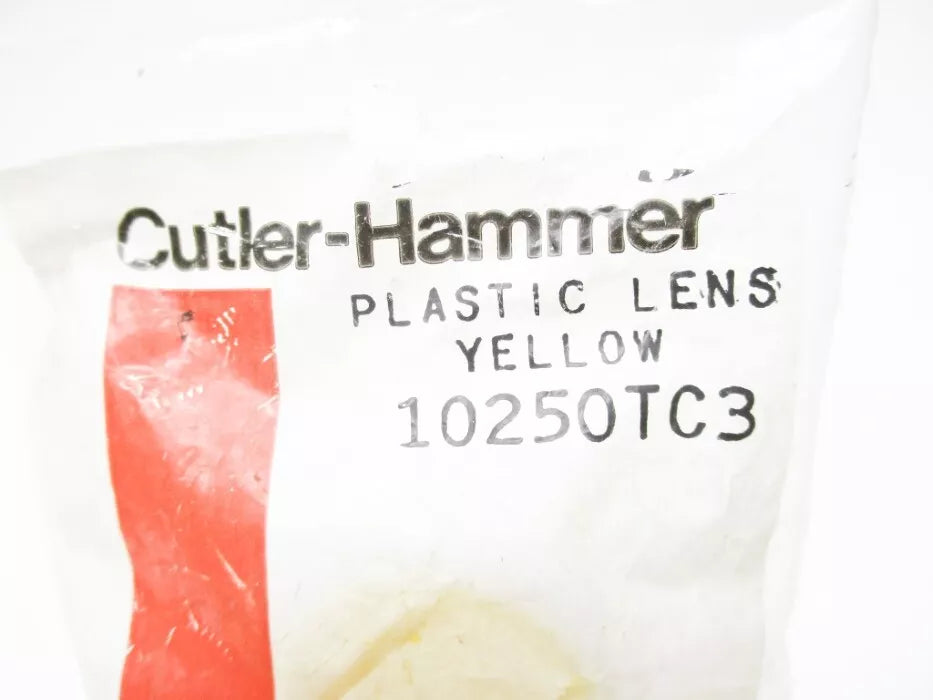 Cutler-Hammer
PLASTIC LENS
YELLOW
10250TC3